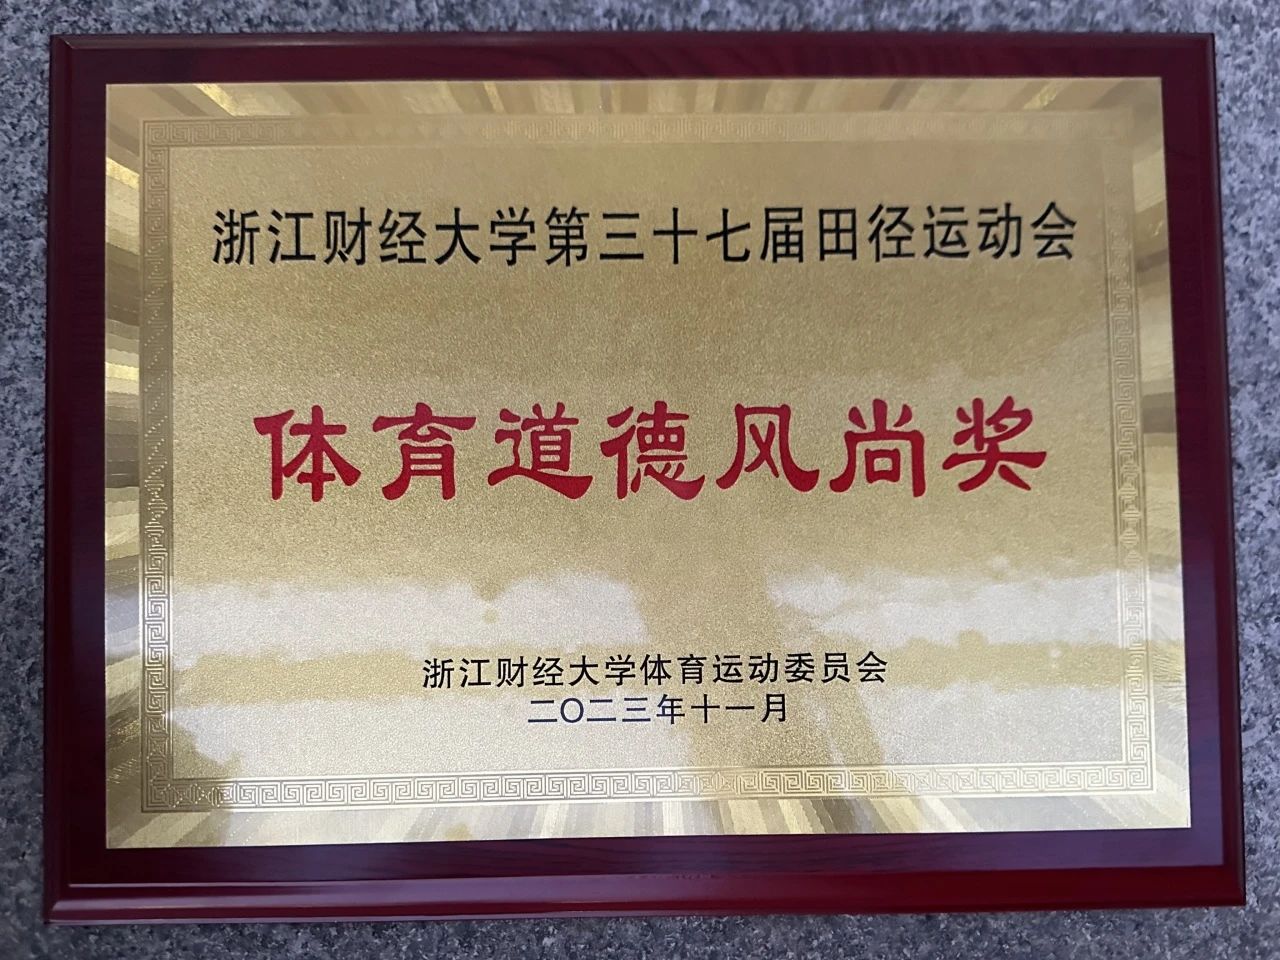 浙江财经大学第三十七届田径运动会
体育道德风尚奖
浙江财经大学体育运动委员会
二〇二三年十一月